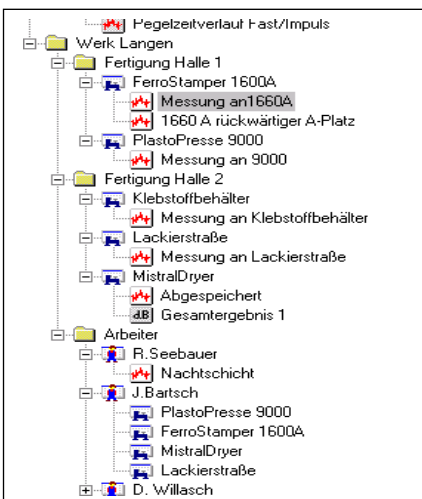 Pegelzeitverlauf Fast/Impuls
Werk Langen
Fertigung Halle 1
FerroStamper 1600A
Messung an1660A
1660 A rückwärtiger A-Platz
PlastoPresse 9000
Messung an 9000
Fertigung Halle 2
Klebstoffbehälter
Messung an Klebstoffbehälter
Lackierstraße
Messung an Lackierstraße
MistralDryer
Abgespeichert
dB Gesamtergebnis 1
Arbeiter
R.Seebauer
Nachtschicht
J.Bartsch
PlastoPresse 9000
FerroStamper 1600A
MistralDryer
Lackierstraße
D. Willasch